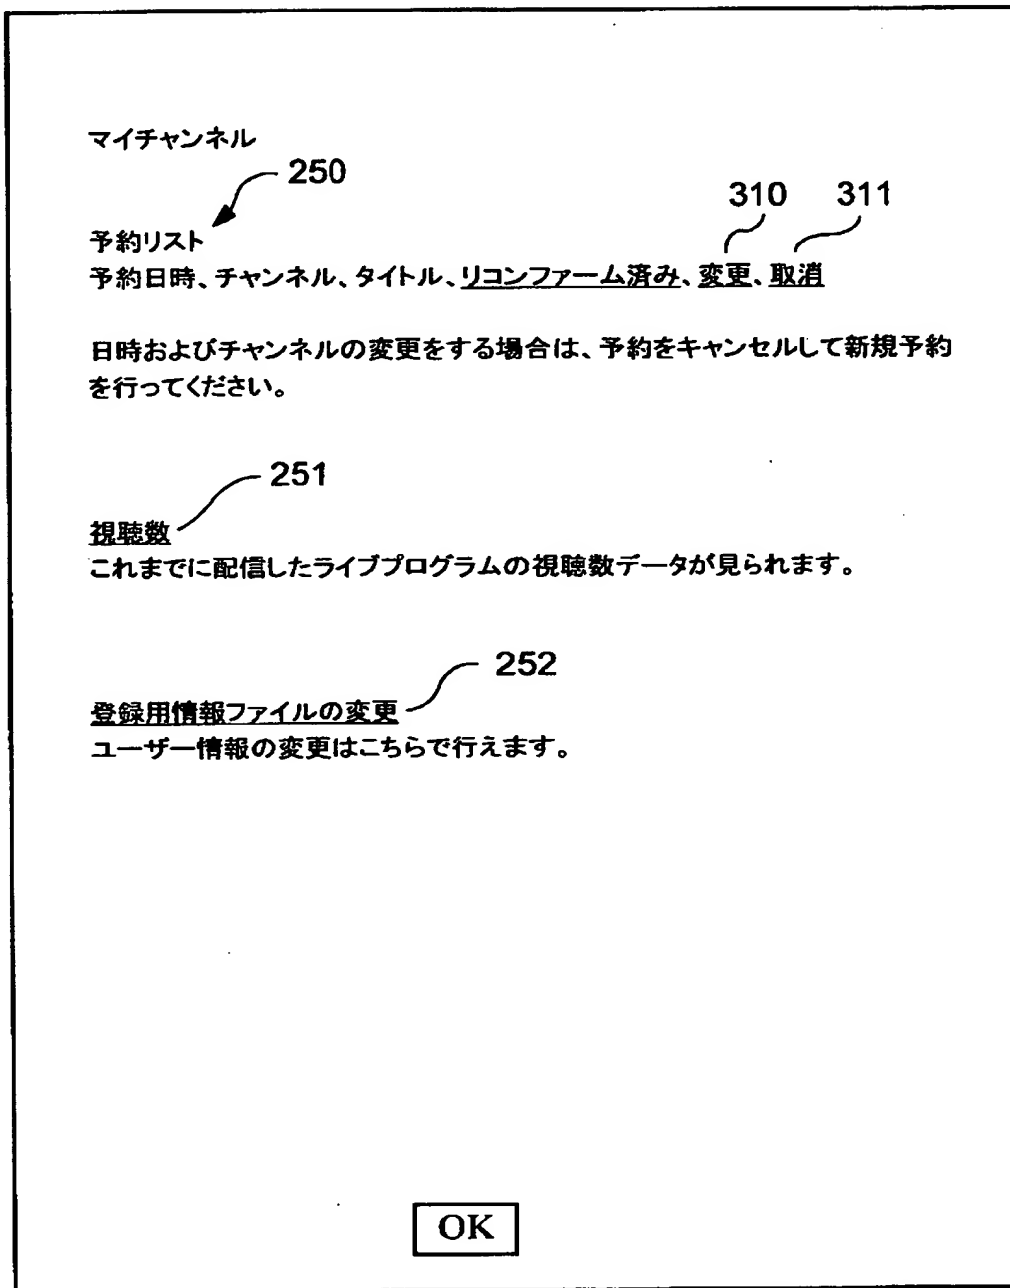 マイチャンネル
250
310 311
予約リスト
予約日時、チャンネル、タイトル、リコンファーム済み、変更、取消
日時およびチャンネルの変更をする場合は、予約をキャンセルして新規予約
を行ってください。
251
視聴数
これまでに配信したライブプログラムの視聴数データが見られます。
252
登録用情報ファイルの変更
ユーザー情報の変更はこちらで行えます。
OK